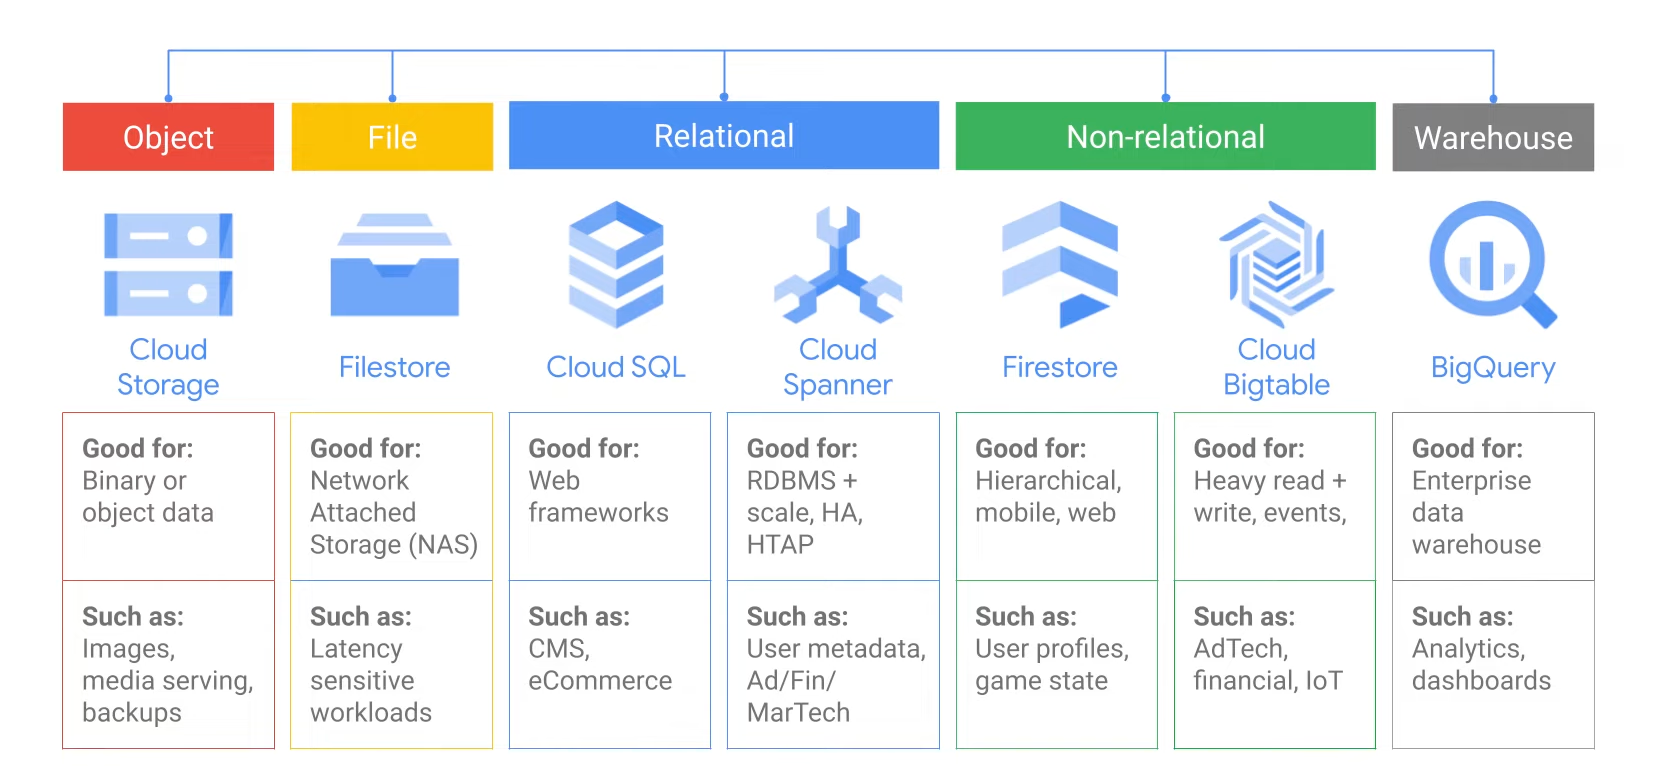 Object
File
Relational
Non-relational
Warehouse
Cloud
Storage
Filestore
Cloud SQL
Cloud
Spanner
Firestore
Cloud
Bigtable
BigQuery
Good for:
Binary or
object data
Good for:
Network
Attached
Storage (NAS)
Good for:
Web
frameworks
Good for:
RDBMS +
scale, HA,
HTAP
Good for:
Hierarchical,
mobile, web
Good for:
Heavy read +
write, events,
Good for:
Enterprise
data
warehouse
Such as:
Images,
media serving,
backups
Such as:
Latency
sensitive
workloads
Such as:
CMS,
eCommerce
Such as:
User metadata,
Ad/Fin/
MarTech
Such as:
User profiles,
game state
Such as:
AdTech,
financial, IoT
Such as:
Analytics,
dashboards